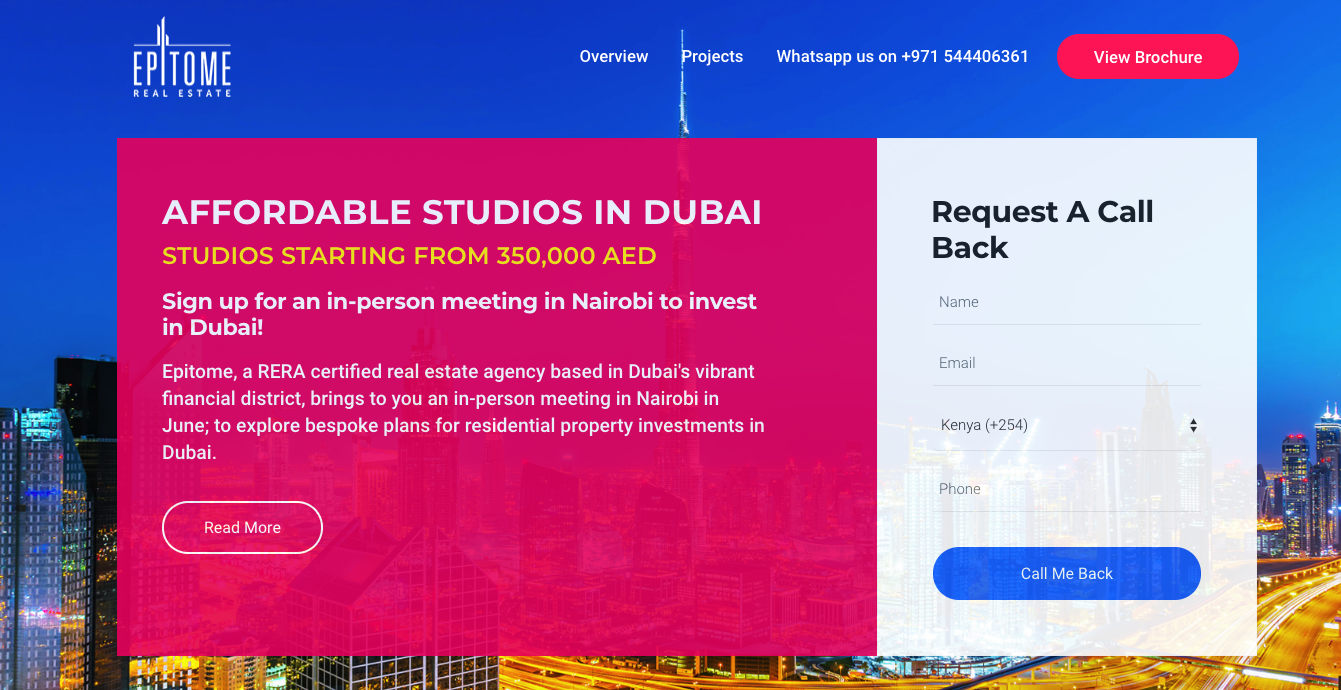 EPITOME
REAL ESTATE
Overview
Projects
Whatsapp us on +971 544406361
View Brochure
AFFORDABLE STUDIOS IN DUBAI
STUDIOS STARTING FROM 350,000 AED
Sign up for an in-person meeting in Nairobi to invest
in Dubai!
Epitome, a RERA certified real estate agency based in Dubai's vibrant
financial district, brings to you an in-person meeting in Nairobi in
June; to explore bespoke plans for residential property investments in
Dubai.
Read More
Request A Call
Back
Name
Email
Kenya (+254)
Phone
Call Me Back